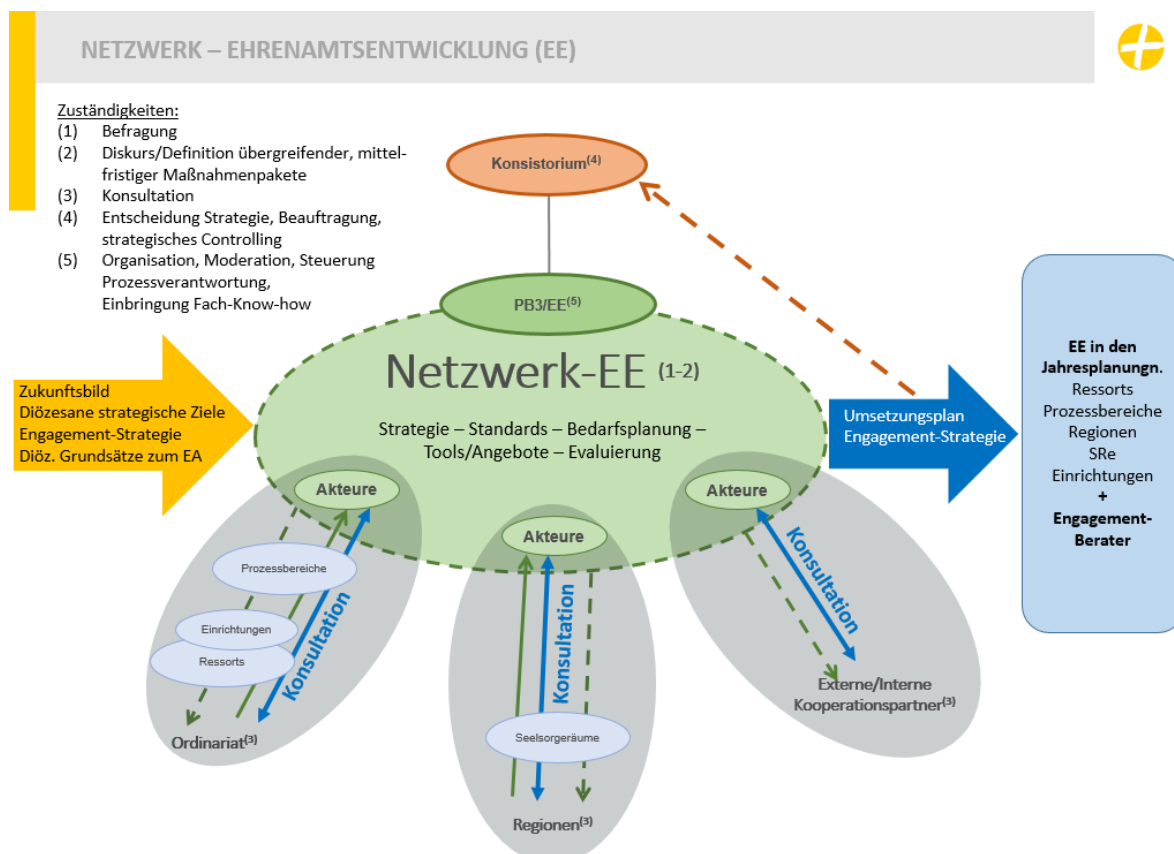 NETZWERK – EHRENAMTSENTWICKLUNG (EE)
Zuständigkeiten:
(1) Befragung
(2) Diskurs/Definition übergreifender, mittel-
fristiger Maßnahmenpakete
(3) Konsultation
(4) Entscheidung Strategie, Beauftragung,
strategisches Controlling
(5) Organisation, Moderation, Steuerung
Prozessverantwortung,
Einbringung Fach-Know-how
Konsistorium(4)
PB3/EE(5)
Netzwerk-EE (1-2)
Strategie – Standards – Bedarfsplanung –
Tools/Angebote – Evaluierung
Zukunftsbild
Diözesane strategische Ziele
Engagement-Strategie
Diöz. Grundsätze zum EA
Umsetzungsplan
Engagement-Strategie
EE in den
Jahresplanungn.
Ressorts
Prozessbereiche
Regionen
SRe
Einrichtungen
+
Engagement-
Berater
Akteure
Prozessbereiche
Einrichtungen
Ressorts
Konsultation
Ordinariat(3)
Akteure
Konsultation
Seelsorgeräume
Regionen(3)
Akteure
Konsultation
Externe/Interne
Kooperationspartner(3)